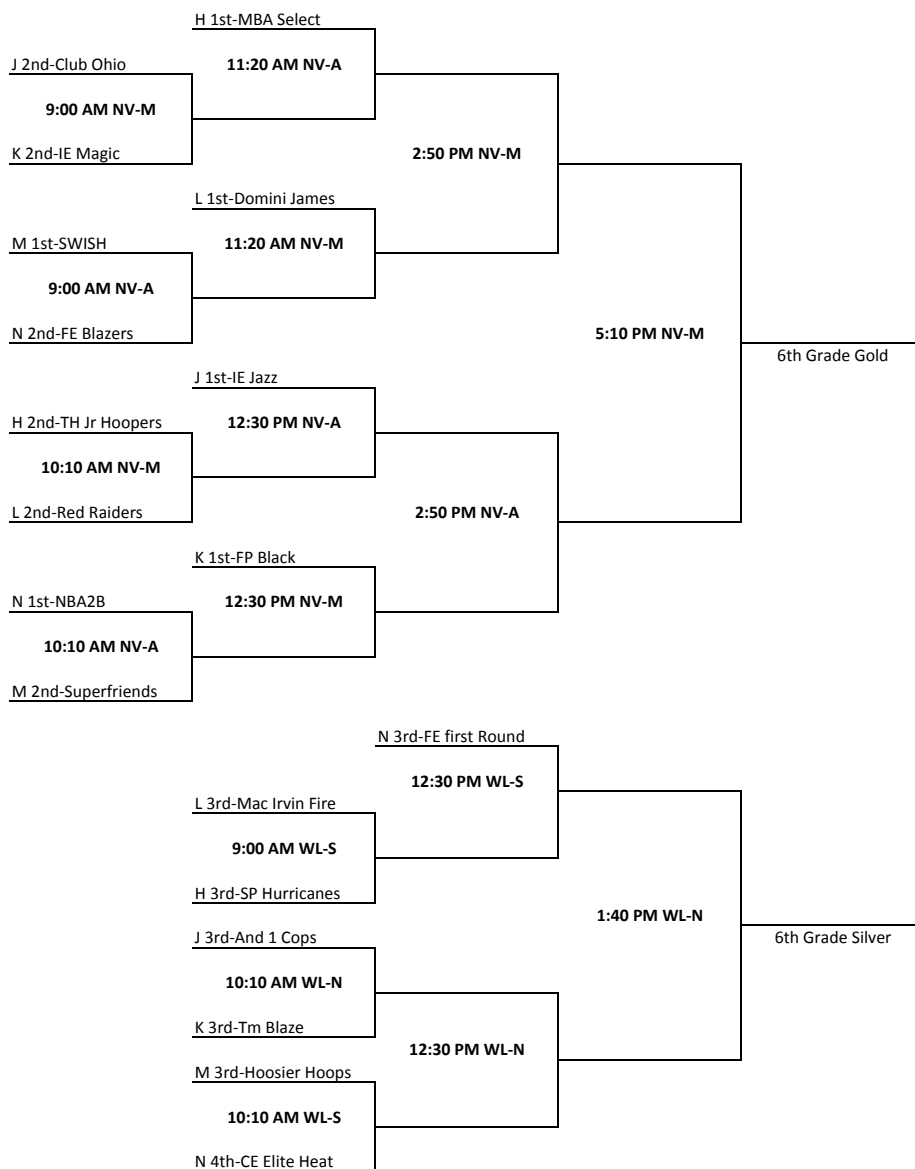 H 1st-MBA Select
J 2nd-Club Ohio
11:20 AM NV-A
9:00 AM NV-M
K 2nd-IE Magic
2:50 PM NV-M
L 1st-Domini James
M 1st-SWISH
11:20 AM NV-M
9:00 AM NV-A
N 2nd-FE Blazers
5:10 PM NV-M
6th Grade Gold
J 1st-IE Jazz
H 2nd-TH Jr Hoopers
12:30 PM NV-A
10:10 AM NV-M
L 2nd-Red Raiders
2:50 PM NV-A
K 1st-FP Black
N 1st-NBA2B
12:30 PM NV-M
10:10 AM NV-A
M 2nd-Superfriends
N 3rd-FE first Round
12:30 PM WL-S
L 3rd-Mac Irvin Fire
9:00 AM WL-S
H 3rd-SP Hurricanes
1:40 PM WL-N
J 3rd-And 1 Cops
6th Grade Silver
10:10 AM WL-N
K 3rd-Tm Blaze
12:30 PM WL-N
M 3rd-Hoosier Hoops
10:10 AM WL-S
N 4th-CE Elite Heat